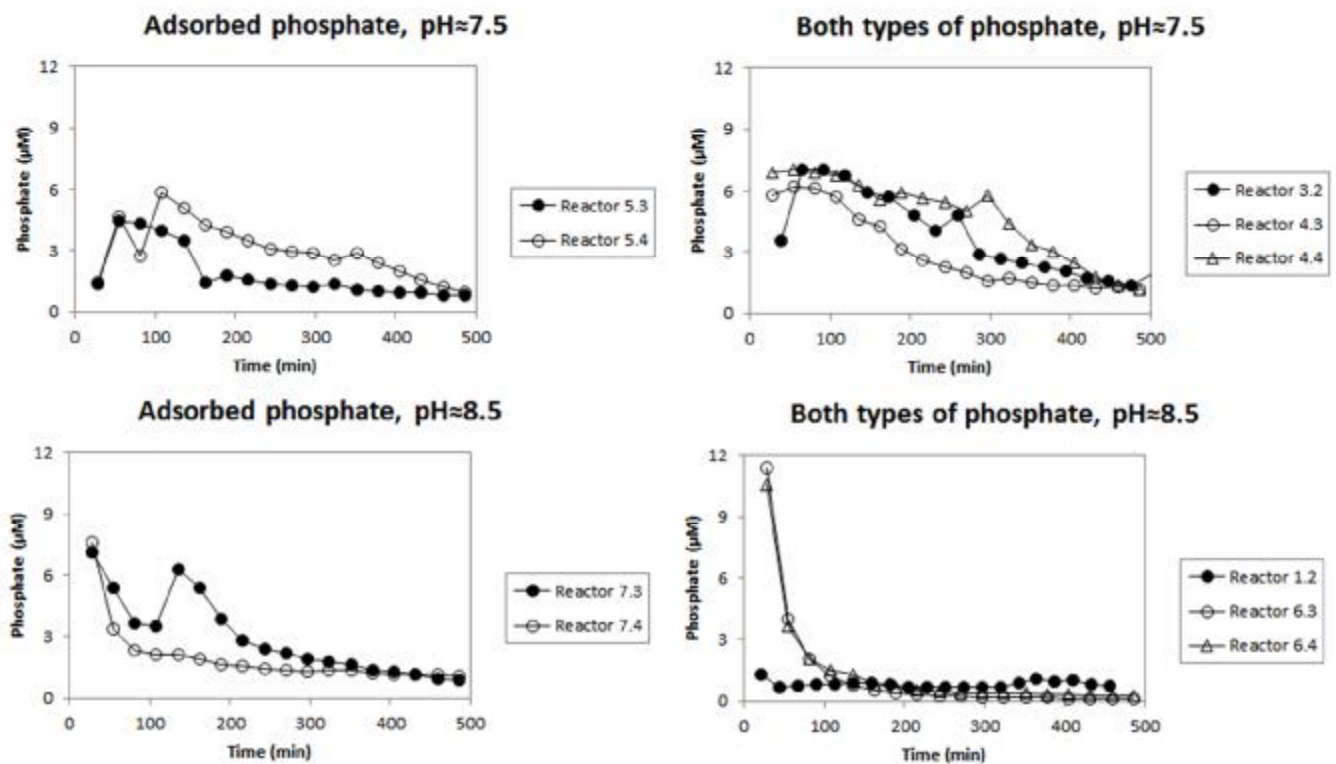 Adsorbed phosphate, pH≈7.5
12
9
6
3
0
Phosphate (µM)
0 100 200 300 400 500
Time (min)
Reactor 5.3
Reactor 5.4
Both types of phosphate, pH≈7.5
12
9
6
3
0
Phosphate (µM)
0 100 200 300 400 500
Time (min)
Reactor 3.2
Reactor 4.3
Reactor 4.4
Adsorbed phosphate, pH≈8.5
12
9
6
3
0
Phosphate (µM)
0 100 200 300 400 500
Time (min)
Reactor 7.3
Reactor 7.4
Both types of phosphate, pH≈8.5
12
9
6
3
0
Phosphate (µM)
0 100 200 300 400 500
Time (min)
Reactor 1.2
Reactor 6.3
Reactor 6.4